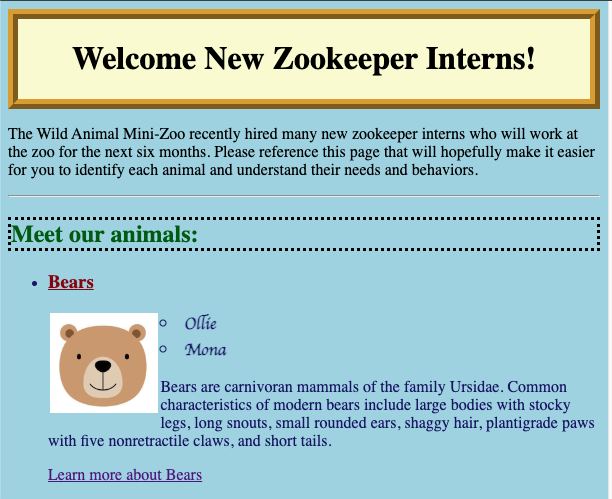 Welcome New Zookeeper Interns!
The Wild Animal Mini-Zoo recently hired many new zookeeper interns who will work at
the zoo for the next six months. Please reference this page that will hopefully make it easier
for you to identify each animal and understand their needs and behaviors.
Meet our animals:
Bears
Ollie
Mona
Bears are carnivoran mammals of the family Ursidae. Common
characteristics of modern bears include large bodies with stocky
legs, long snouts, small rounded ears, shaggy hair, plantigrade paws
with five nonretractile claws, and short tails.
Learn more about Bears